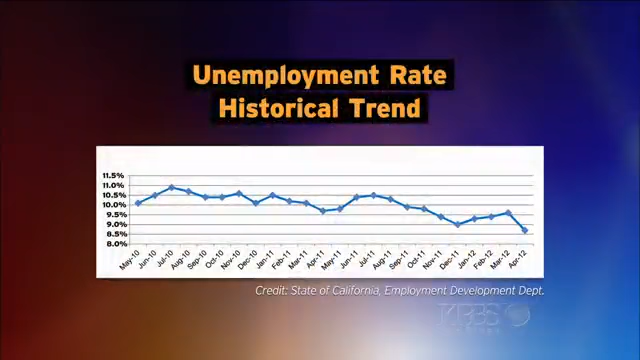 Unemployment Rate
Historical Trend
11.5%
11.0%
10.5%
10.0%
9.5%
9.0%
8.5%
8.0%
May-10 Jun-10 Jul-10 Aug-10 Sep-10 Oct-10 Nov-10 Dec-10 Jan-11 Feb-11 Mar-11 Apr-11 May-11 Jun-11 Jul-11 Aug-11 Sep-11 Oct-11 Nov-11 Dec-11 Jan-12 Feb-12 Mar-12 Apr-12
Credit: State of California, Employment Development Dept.
KPBS